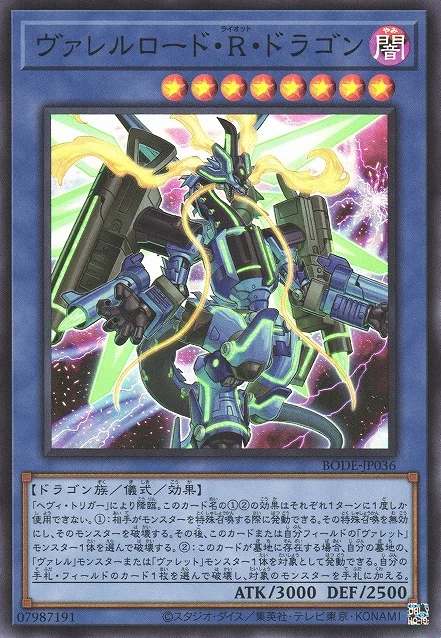 ヴァレルロード・R・ドラゴン
ライオット
闇
やみ
BODE-JP036
【ドラゴン族／儀式／効果】
「ヘヴィ・トリガー」により降臨。このカード名の①②の効果はそれぞれ1ターンに1度しか
使用できない。①：相手がモンスターを特殊召喚する際に発動できる。その特殊召喚を無効
にし、そのモンスターを破壊する。その後、このカードまたは自分フィールドの「ヴァレット」
モンスター1体を選んで破壊する。②：このカードが墓地に存在する場合、自分の墓地の、
「ヴァレル」モンスターまたは「ヴァレット」モンスター1体を対象として発動できる。自分の
手札・フィールドのカード1枚を選んで破壊し、対象のモンスターを手札に加える。
ATK/3000 DEF/2500
07987191
©スタジオ・ダイス／集英社・テレビ東京・KONAMI